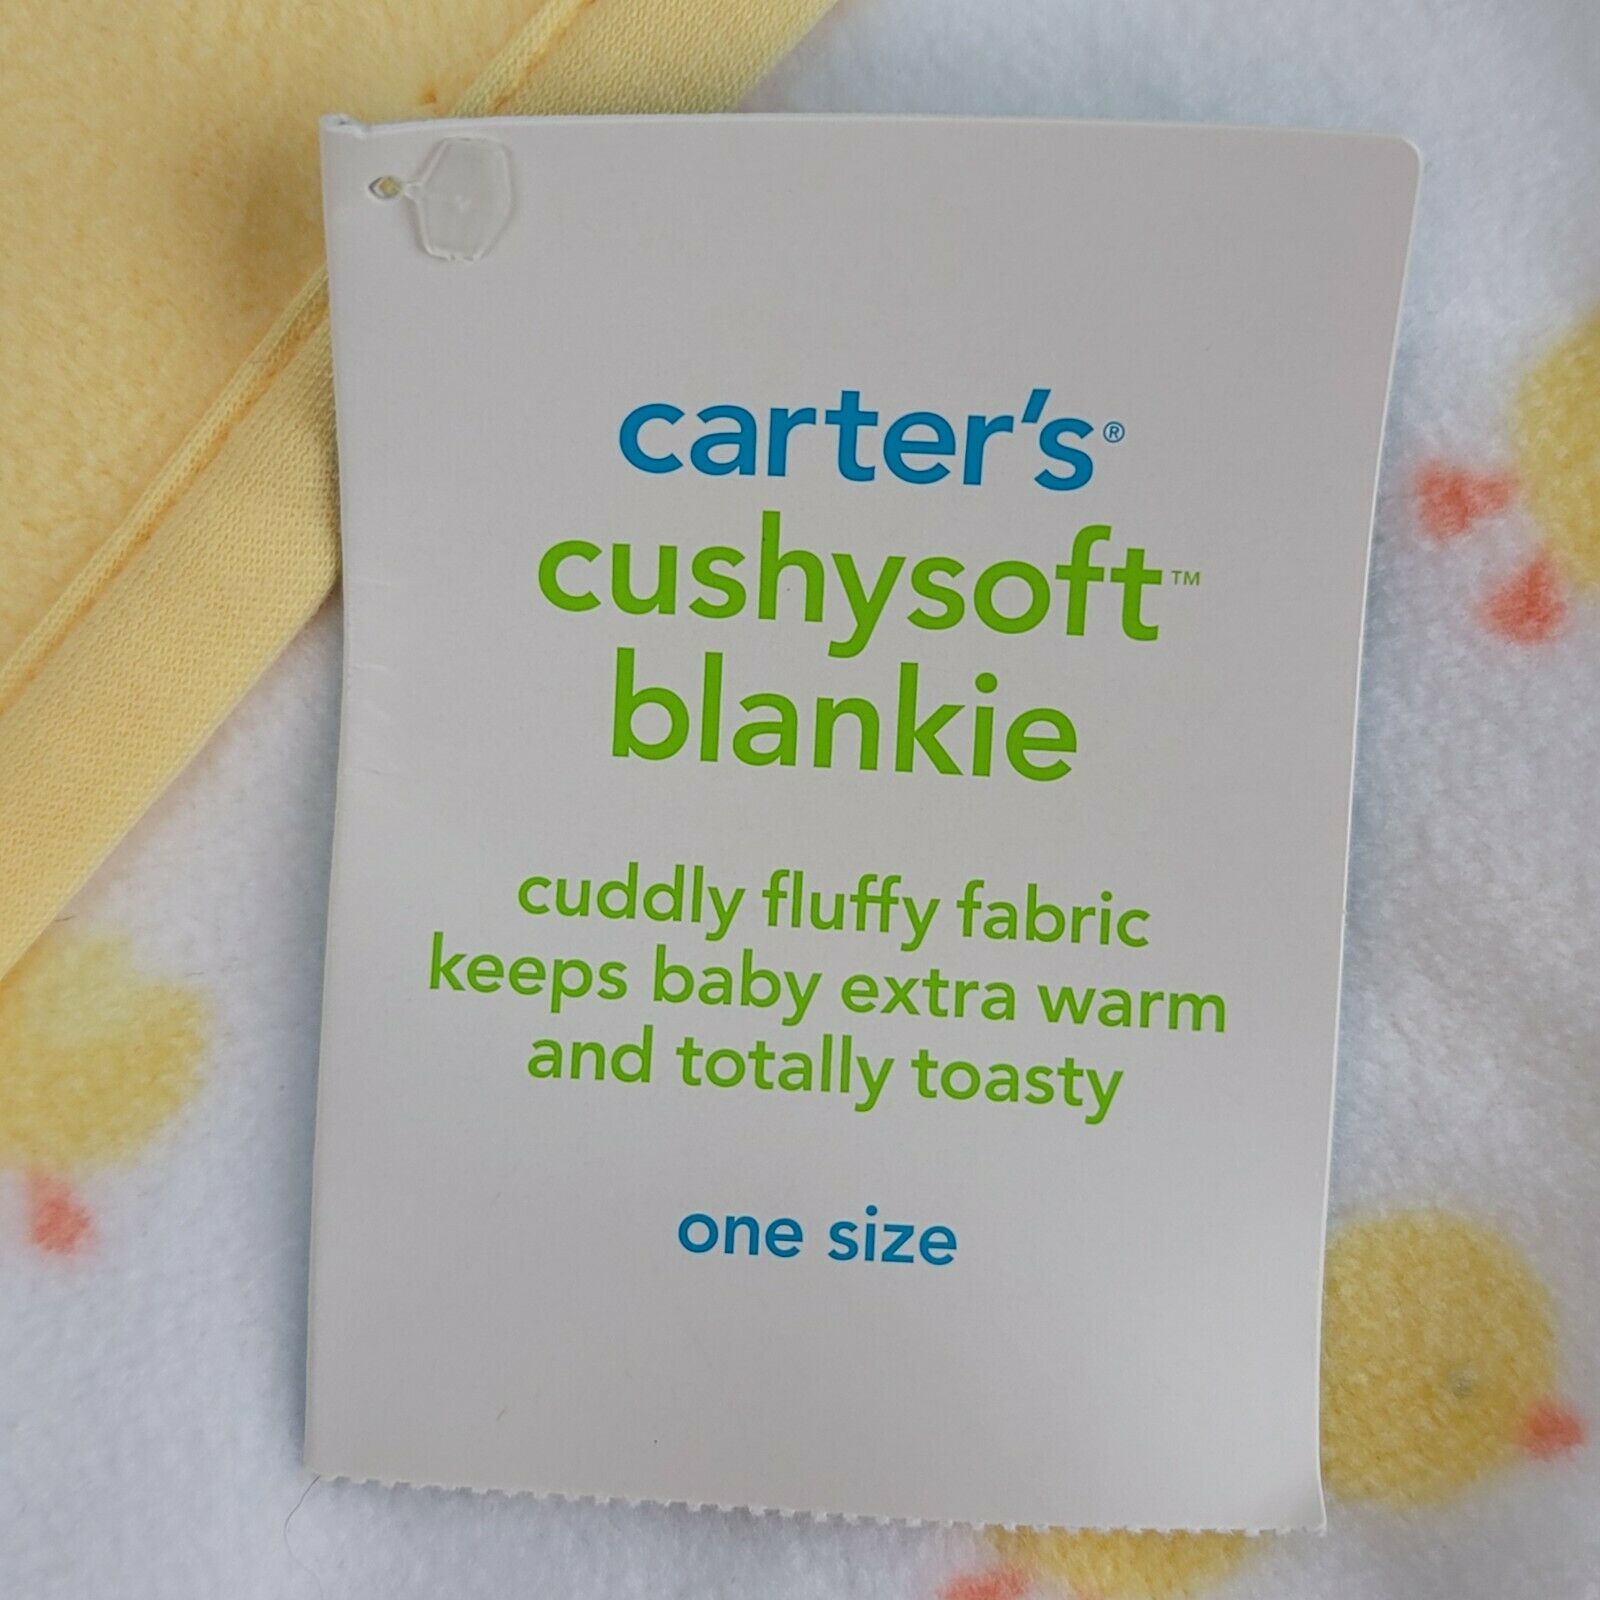 carter's®
cushysoft™
blankie
cuddly fluffy fabric
keeps baby extra warm
and totally toasty
one size